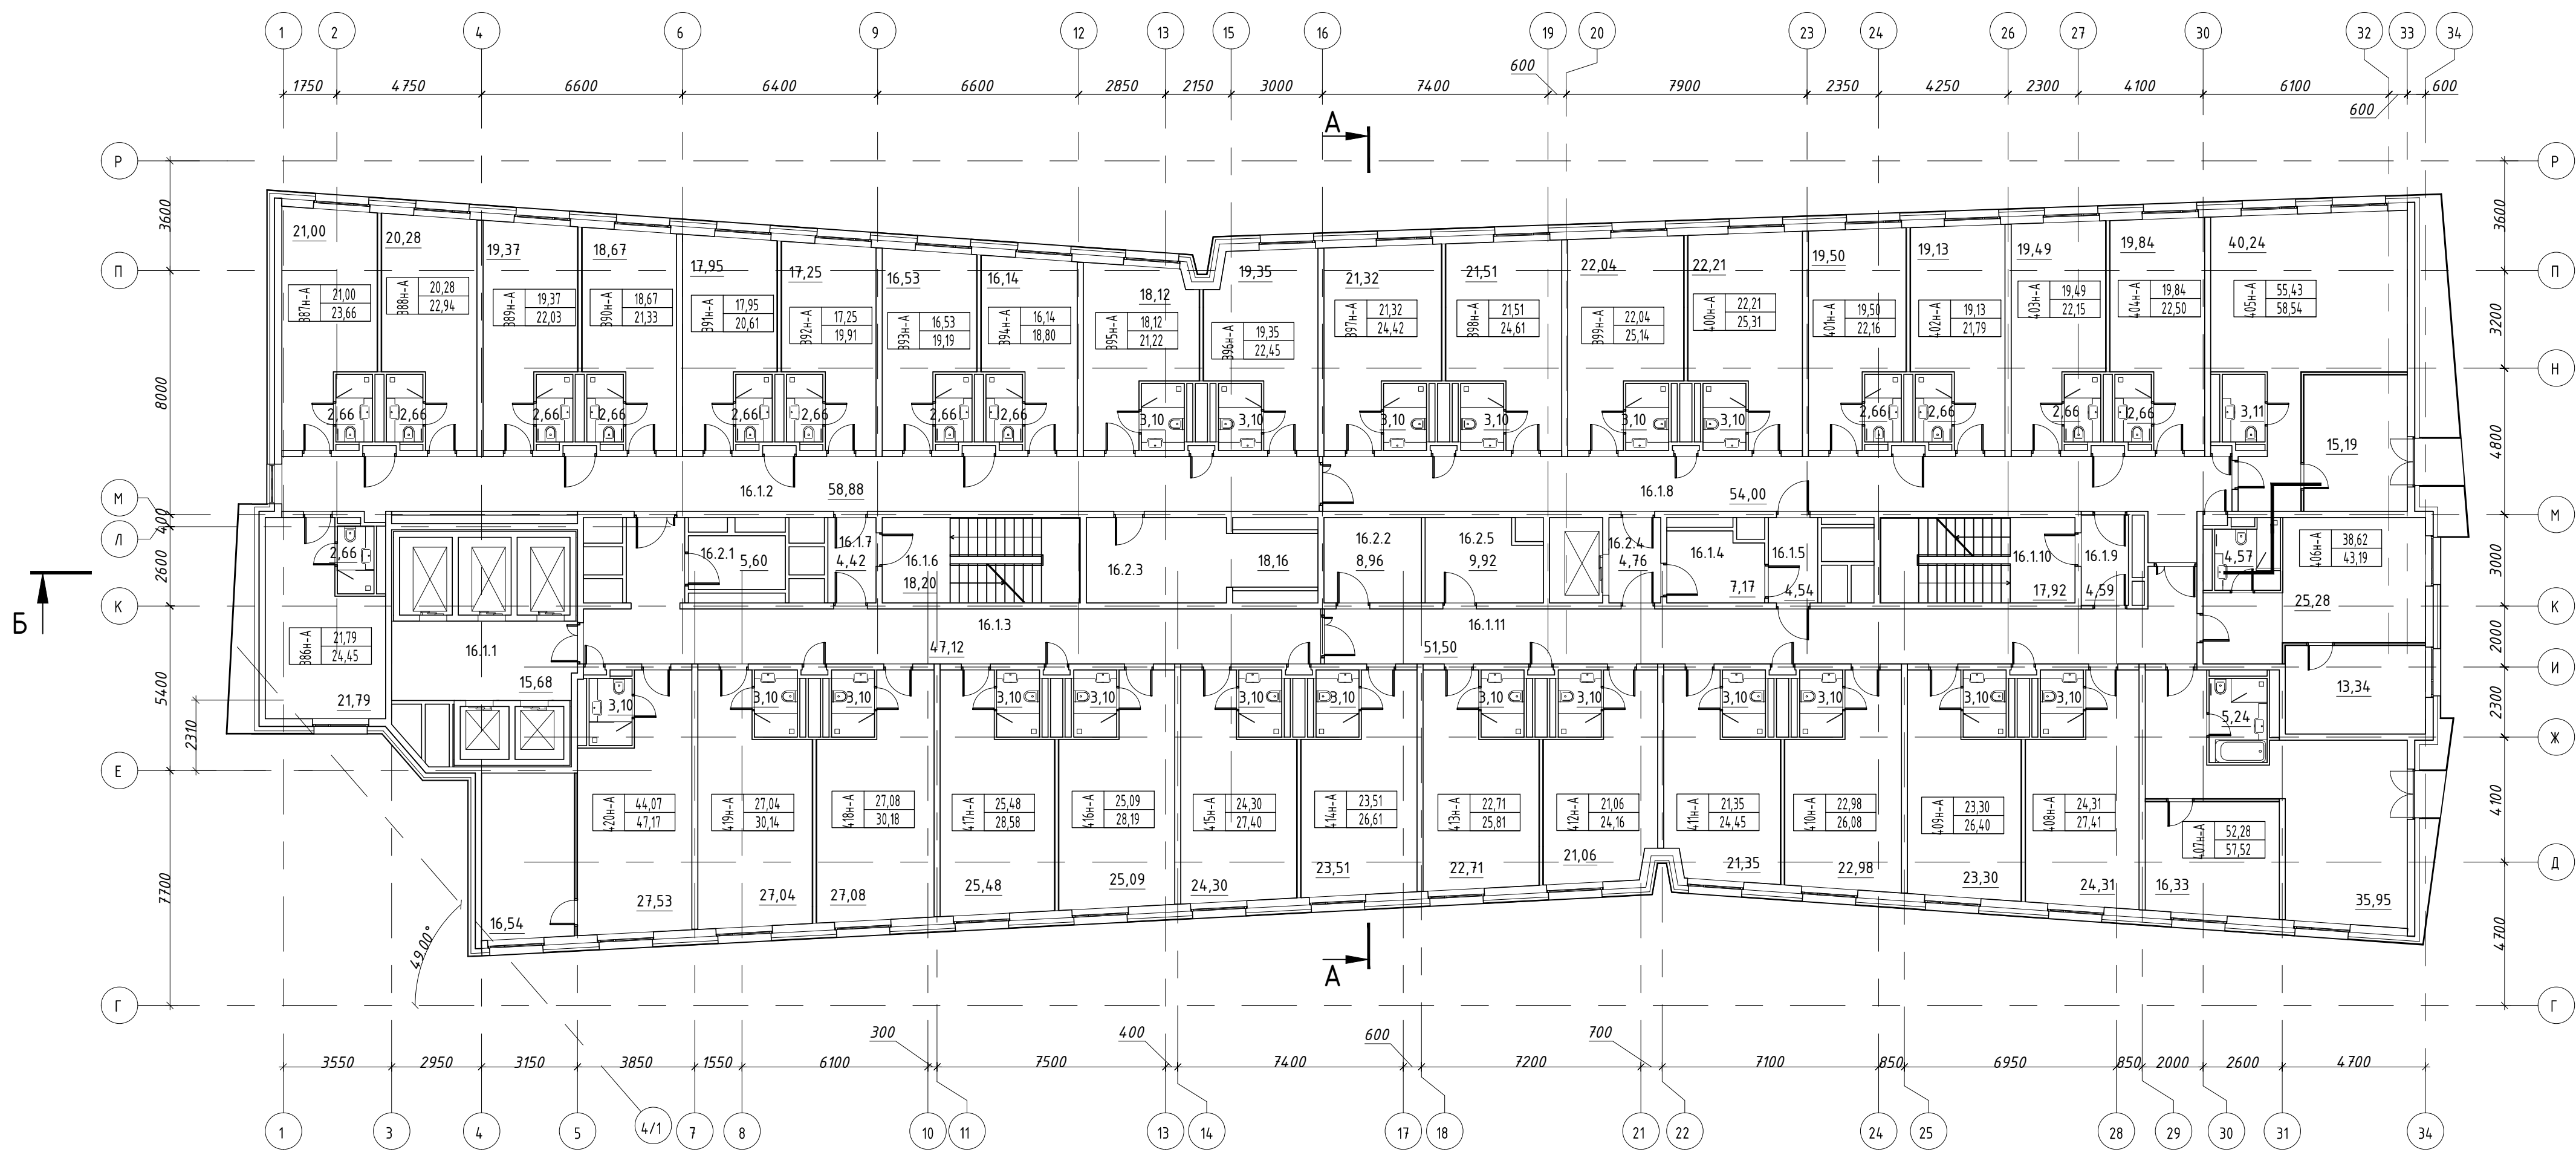 1 2 4 6 9 12 13 15 16 19 20 23 24 26 27 30 32 33 34
600
1750 4750 6600 6400 6600 2850 2150 3000 7400 7900 2350 4250 2300 4100 6100 600
600
А
Р Р
3600 3600
21,00 20,28 19,37 18,67 17,95 17,25 16,53 16,14 18,12 19,35 21,32 21,51 22,04 22,21 19,50 19,13 19,49 19,84 40,24
П П
387н-А 21,00 23,66
388н-А 20,28 22,94
389н-А 19,37 22,03
390н-А 18,67 21,33
391н-А 17,95 20,61
392н-А 17,25 19,91
393н-А 16,53 19,19
394н-А 16,14 18,80
395н-А 18,12 21,22
396н-А 19,35 22,45
397н-А 21,32 24,42
398н-А 21,51 24,61
399н-А 22,04 25,14
400н-А 22,21 25,31
401н-А 19,50 22,16
402н-А 19,13 21,79
403н-А 19,49 22,15
404н-А 19,84 22,50
405н-А 55,43 58,54
3200
Н
8000
2,66 2,66 2,66 2,66 2,66 2,66 2,66 2,66 3,10 3,10 3,10 3,10 3,10 3,10 2,66 2,66 2,66 2,66 3,11
15,19
4800
16.1.2 58,88 16.1.8 54,00
М М
400
Л
2,66
16.2.1 5,60
16.1.7 4,42
16.1.6 18,20
16.2.3 18,16
16.2.2 8,96
16.2.5 9,92
16.2.4 4,76
16.1.4 7,17
16.1.5 4,54
16.1.10 17,92
16.1.9 4,59
4,57
406н-А 38,62 43,19
2600 3000
Б
К К
25,28
16.1.3 47,12 16.1.11 51,50
386н-А 21,79 24,45
16.1.1 15,68
2000
И
5400
21,79
3,10 3,10 3,10 3,10 3,10 3,10 3,10 3,10 3,10 3,10 3,10 3,10 3,10 5,24
13,34
2310 2300
Ж
Е
420н-А 44,07 47,17
419н-А 27,04 30,14
418н-А 27,08 30,18
417н-А 25,48 28,58
416н-А 25,09 28,19
415н-А 24,30 27,40
414н-А 23,51 26,61
413н-А 22,71 25,81
412н-А 21,06 24,16
411н-А 21,35 24,45
410н-А 22,98 26,08
409н-А 23,30 26,40
408н-А 24,31 27,41
407н-А 52,28 57,52
4100
Д
7700
16,54 27,53 27,04 27,08 25,48 25,09 24,30 23,51 22,71 21,06 21,35 22,98 23,30 24,31 16,33 35,95
49.00°
4700
А
Г Г
300 400 600 700
3550 2950 3150 3850 1550 6100 7500 7400 7200 7100 850 6950 850 2000 2600 4700
1 3 4 5 4/1 7 8 10 11 13 14 17 18 21 22 24 25 28 29 30 31 34